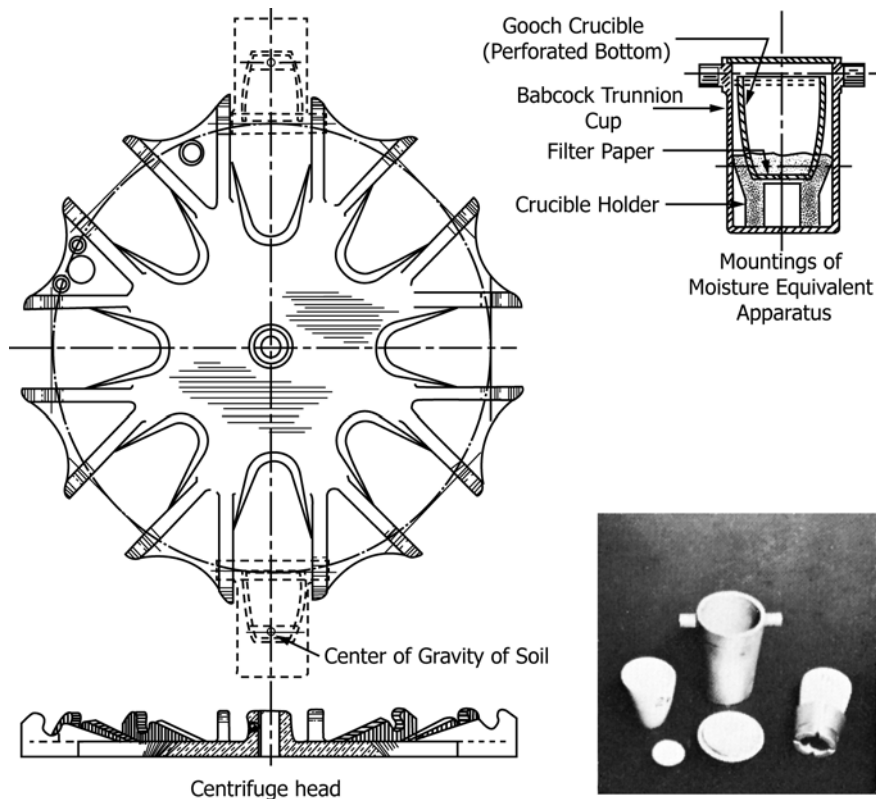 Gooch Crucible
(Perforated Bottom)
Babcock Trunnion
Cup
Filter Paper
Crucible Holder
Mountings of
Moisture Equivalent
Apparatus
Center of Gravity of Soil
Centrifuge head